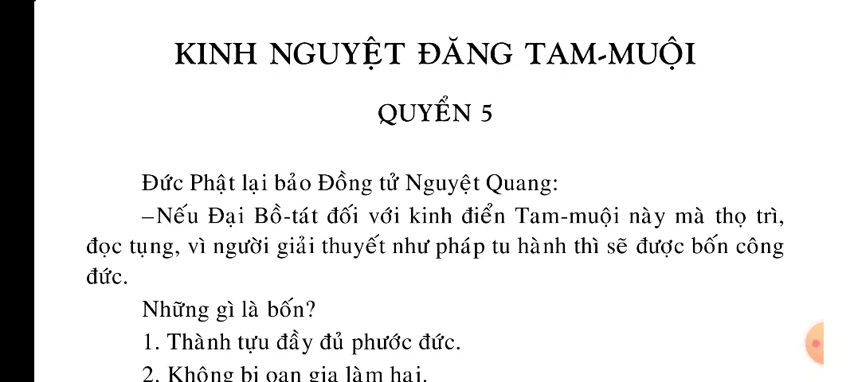 KINH NGUYỆT ĐĂNG TAM-MUỘI
QUYỂN 5
Đức Phật lại bảo Đồng tử Nguyệt Quang:
–Nếu Đại Bồ-tát đối với kinh điển Tam-muội này mà thọ trì,
đọc tụng, vì người giải thuyết như pháp tu hành thì sẽ được bốn công
đức.
Những gì là bốn?
1. Thành tựu đầy đủ phước đức.
2. Không bị oan gia làm hại.